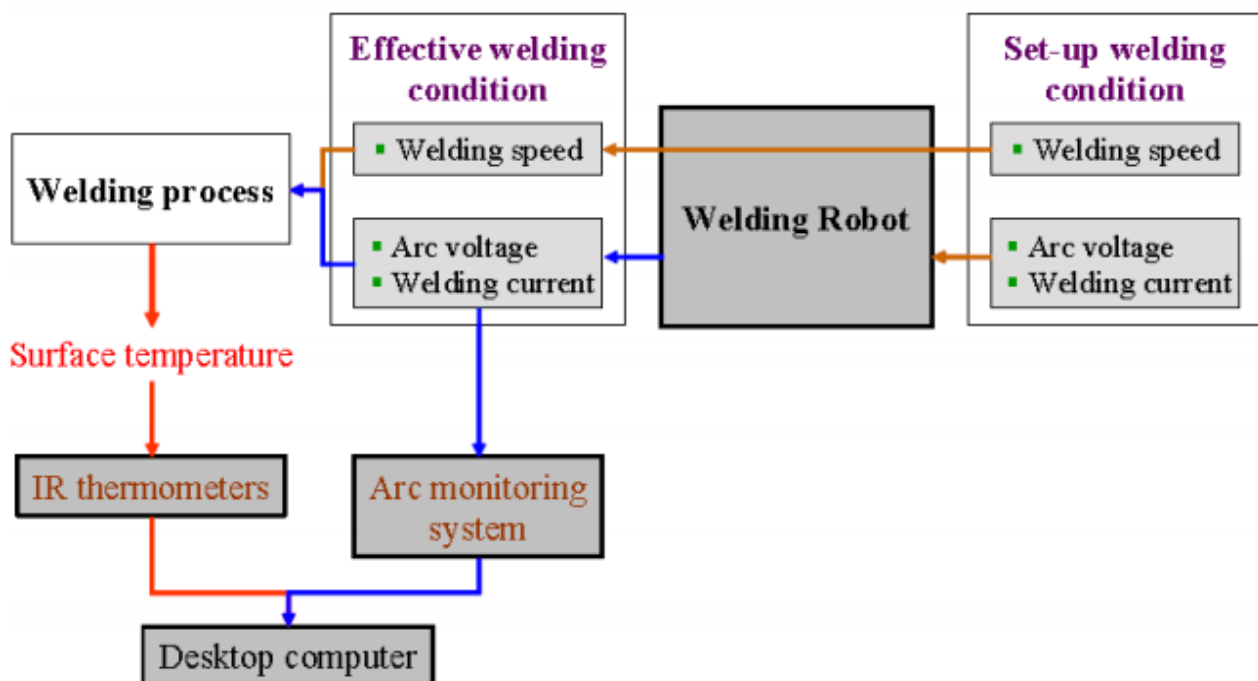 Effective welding
condition
Welding speed
Arc voltage
Welding current
Set-up welding
condition
Welding speed
Arc voltage
Welding current
Welding Robot
Welding process
Surface temperature
IR thermometers
Arc monitoring
system
Desktop computer